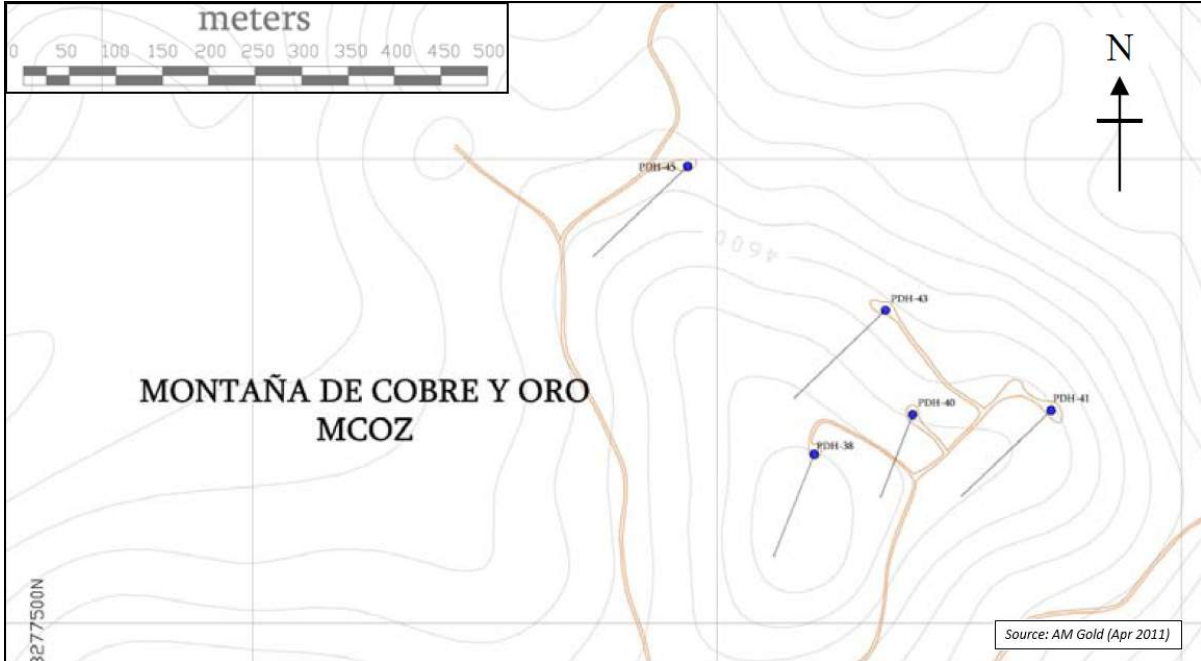 meters
0 50 100 150 200 250 300 350 400 450 500
N
PDH-45
4600
PDH-43
MONTAÑA DE COBRE Y ORO
MCOZ
PDH-40
PDH-41
PDH-38
8277500N
Source: AM Gold (Apr 2011)